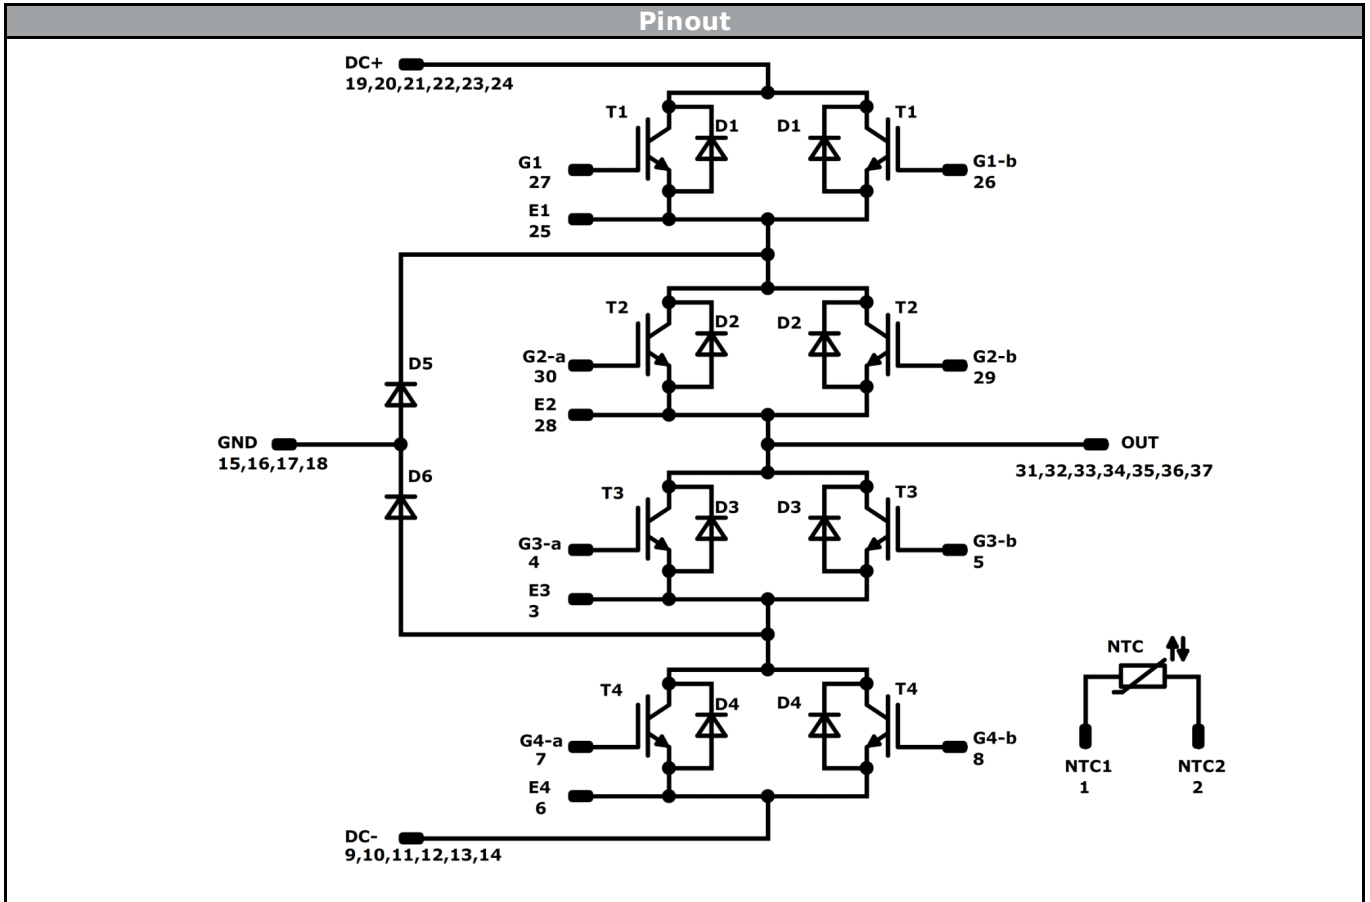 Pinout
DC+
19,20,21,22,23,24
T1
D1
D1
T1
G1
27
G1-b
26
E1
25
T2
D2
D2
T2
G2-a
30
G2-b
29
E2
28
D5
GND
15,16,17,18
OUT
31,32,33,34,35,36,37
D6
T3
D3
D3
T3
G3-a
4
G3-b
5
E3
3
NTC
T4
D4
D4
T4
G4-a
7
G4-b
8
NTC1
1
NTC2
2
E4
6
DC-
9,10,11,12,13,14